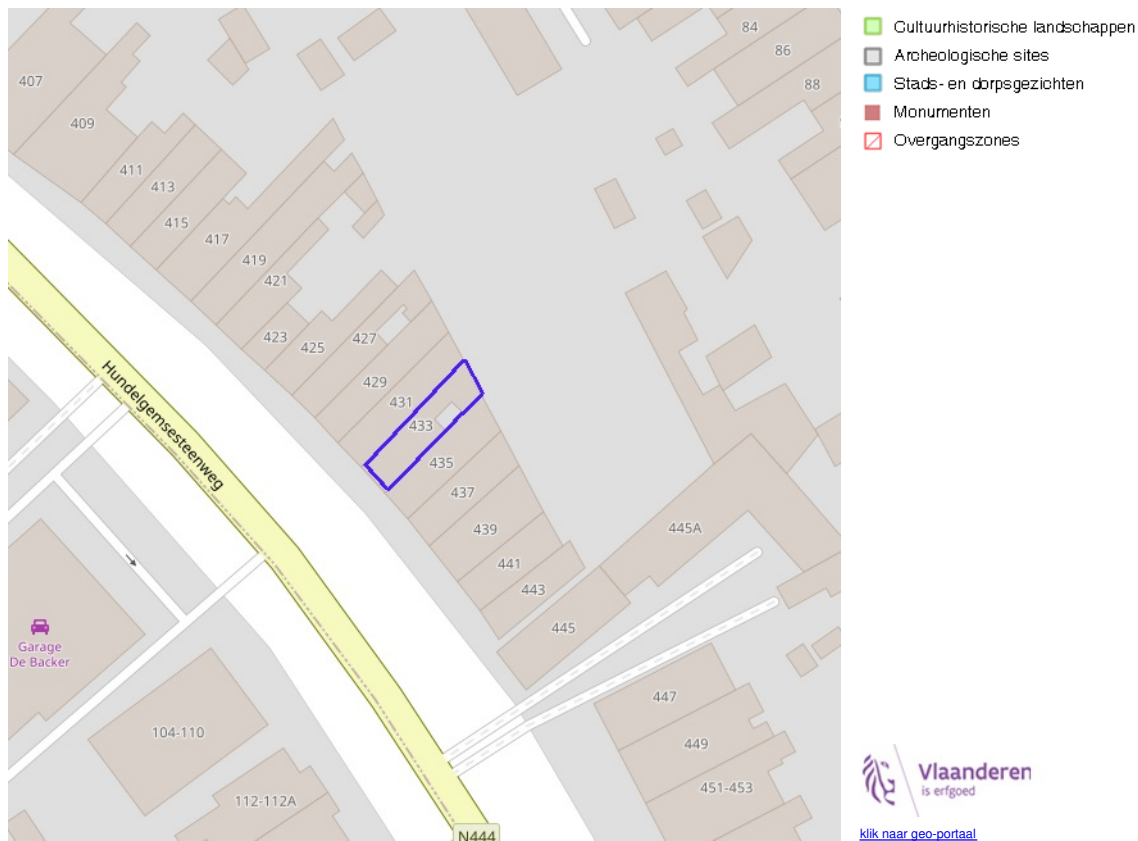 407
409
411
413
415
417
419
421
423
425
427
429
431
433
435
437
439
441
443
445
445A
447
449
451-453
84
86
88
Hundelgemsesteenweg
Garage
De Backer
104-110
112-112A
N444
Cultuurhistorische landschappen
Archeologische sites
Stads- en dorpsgezichten
Monumenten
Overgangszones
Vlaanderen
is erfgoed
klik naar geo-portaal